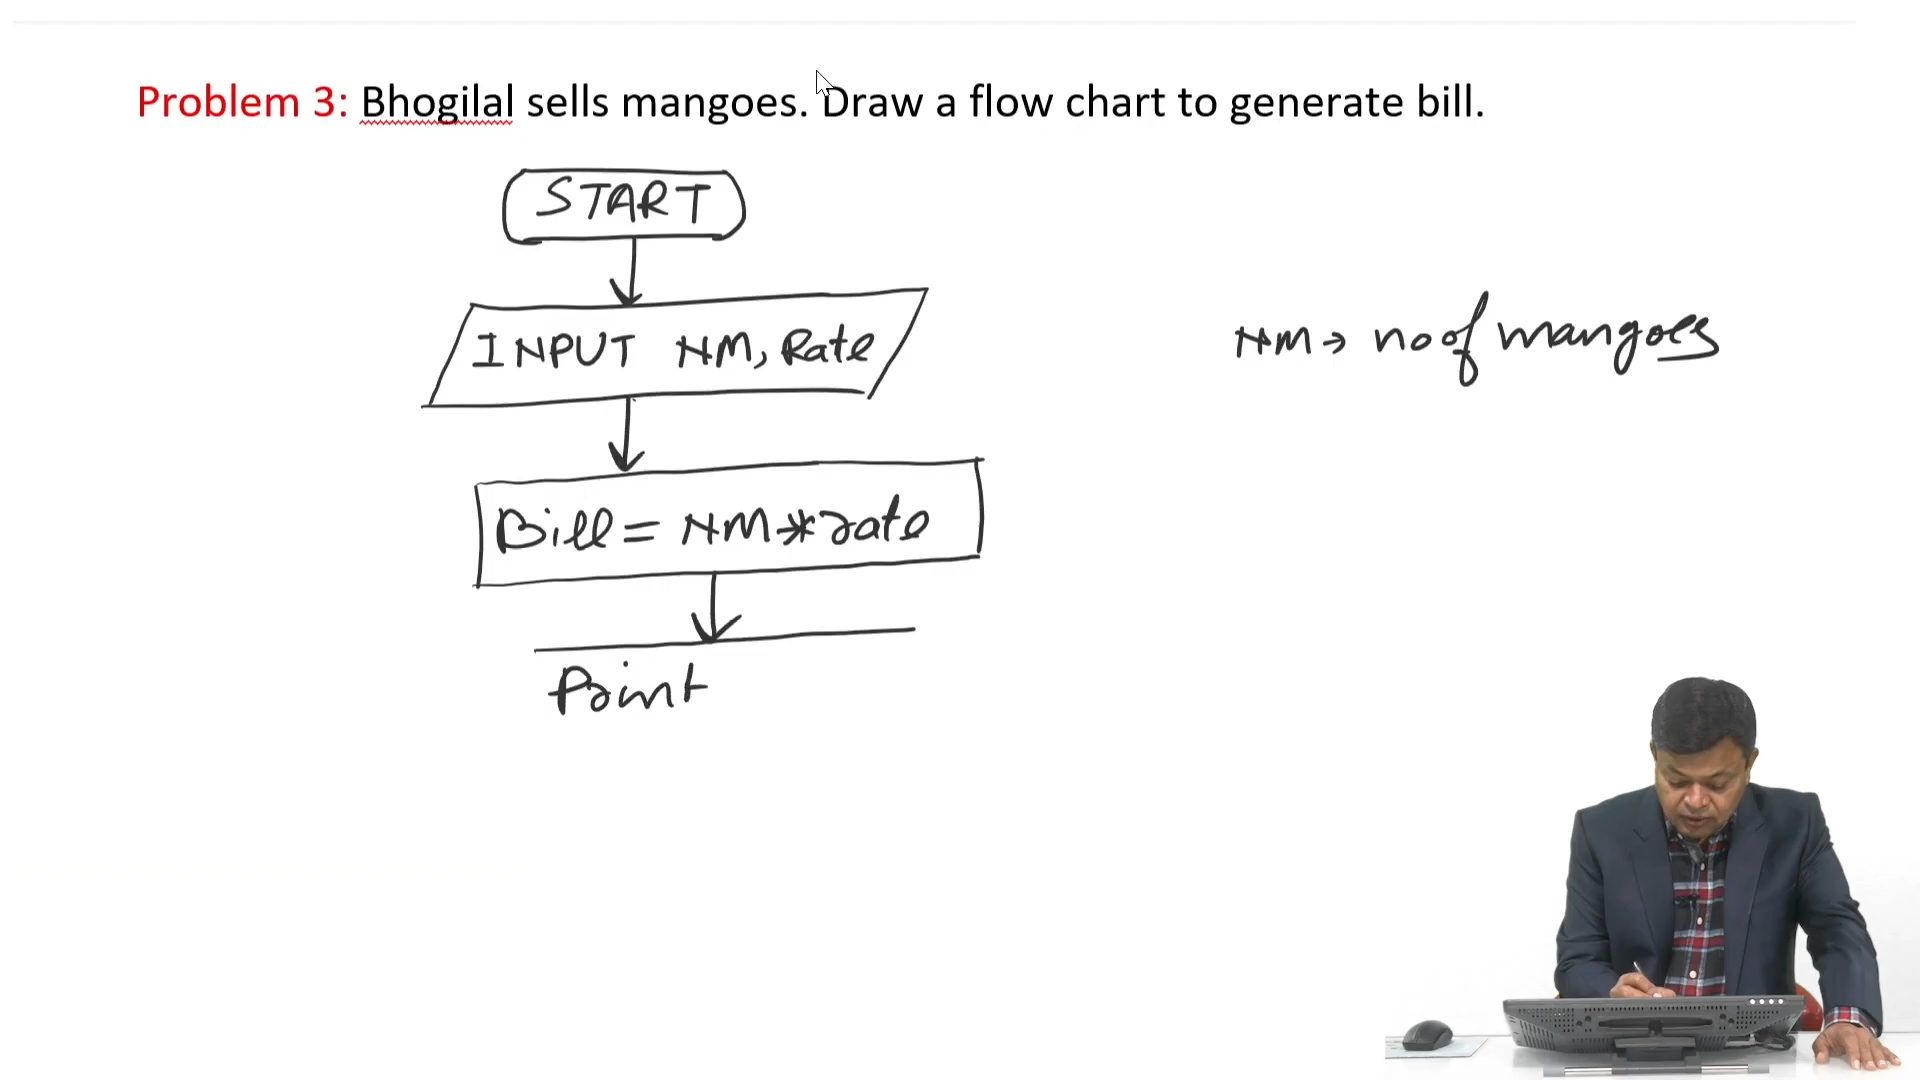 Problem 3: Bhogilal sells mangoes. Draw a flow chart to generate bill.
START
INPUT NM, Rate
NM → no of mangoes
Bill = NM * rate
Print